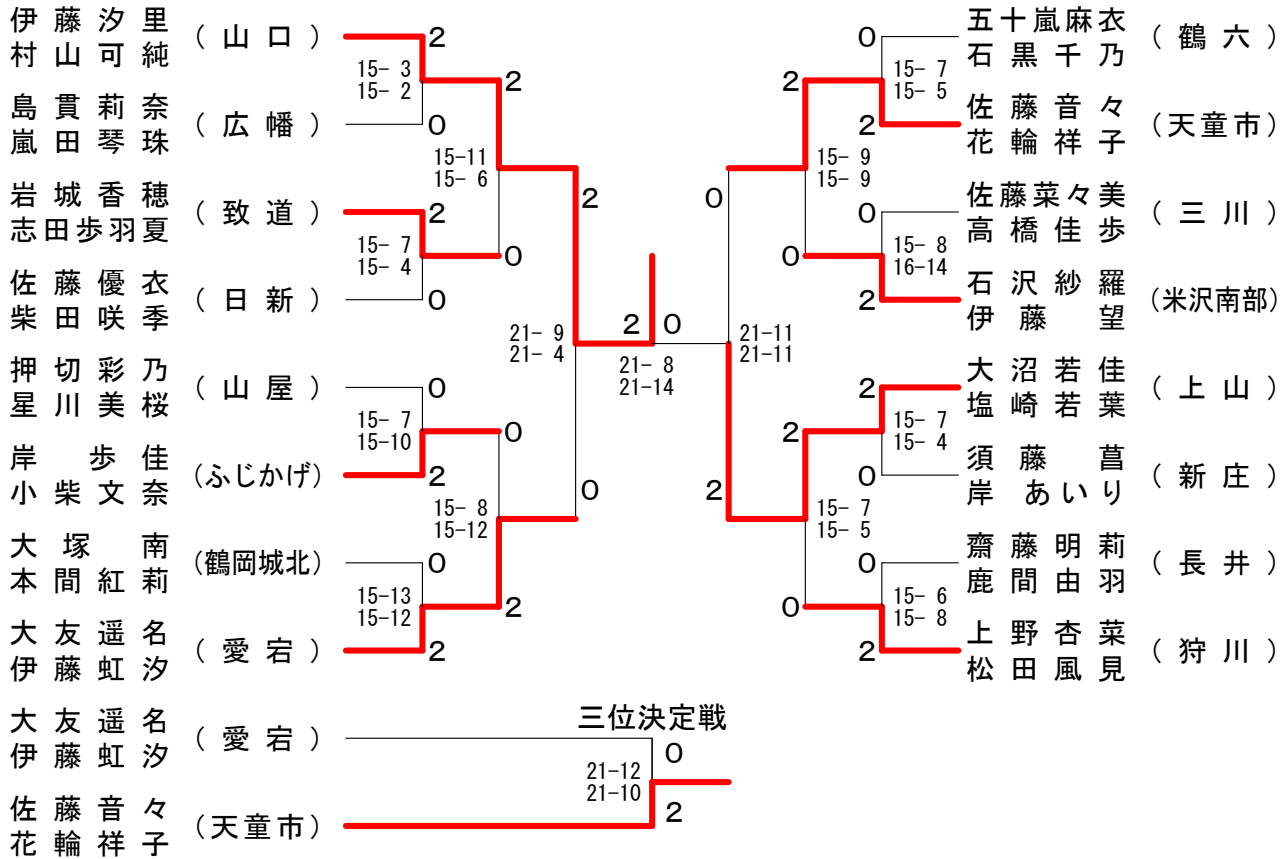 伊藤汐里
村山可純
(山口)
2
15- 3
15- 2
島貫莉奈
嵐田琴珠
(広幡)
0
2
15-11
15- 6
岩城香穂
志田歩羽夏
(致道)
2
15- 7
15- 4
0
佐藤優衣
柴田咲季
(日新)
0
2
21- 9
21- 4
押切彩乃
星川美桜
(山屋)
0
15- 7
15-10
0
岸歩佳
小柴文奈
(ふじかげ)
2
15- 8
15-12
0
大塚南
本間紅莉
(鶴岡城北)
0
15-13
15-12
2
大友遥名
伊藤虹汐
(愛宕)
2
2
0
21- 8
21-14
五十嵐麻衣
石黒千乃
(鶴六)
0
15- 7
15- 5
2
佐藤音々
花輪祥子
(天童市)
2
15- 9
15- 9
0
佐藤菜々美
高橋佳歩
(三川)
0
15- 8
16-14
0
石沢紗羅
伊藤望
(米沢南部)
2
21-11
21-11
大沼若佳
塩崎若葉
(上山)
2
15- 7
15- 4
2
須藤菖
岸あいり
(新庄)
0
15- 7
15- 5
2
齋藤明莉
鹿間由羽
(長井)
0
15- 6
15- 8
0
上野杏菜
松田風見
(狩川)
2
三位決定戦
大友遥名
伊藤虹汐
(愛宕)
0
21-12
21-10
佐藤音々
花輪祥子
(天童市)
2